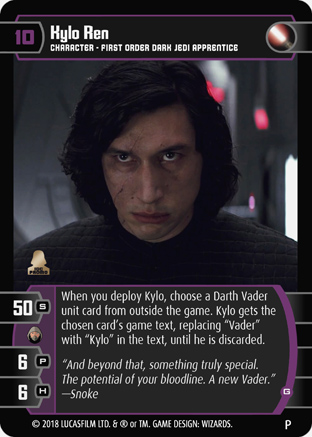 10
Kylo Ren
CHARACTER - FIRST ORDER DARK JEDI APPRENTICE
50 S
6 P
6 H
When you deploy Kylo, choose a Darth Vader
unit card from outside the game. Kylo gets the
chosen card's game text, replacing "Vader"
with "Kylo" in the text, until he is discarded.
"And beyond that, something truly special.
The potential of your bloodline. A new Vader."
—Snoke
G
© 2018 LUCASFILM LTD. & ® or TM. GAME DESIGN: WIZARDS.
P